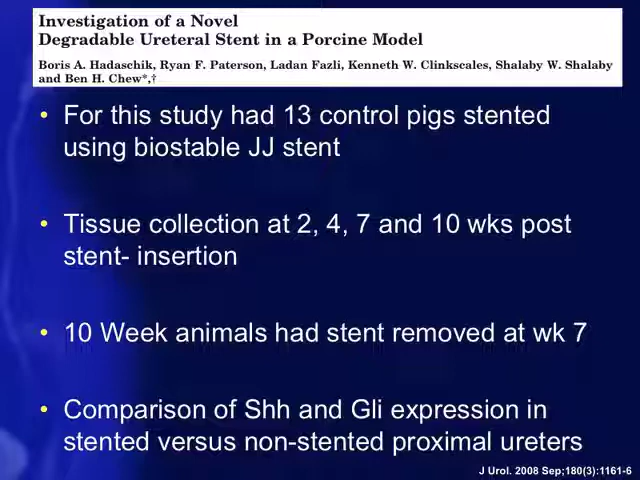 Investigation of a Novel
Degradable Ureteral Stent in a Porcine Model
Boris A. Hadaschik, Ryan F. Paterson, Ladan Fazli, Kenneth W. Clinkscales, Shalaby W. Shalaby
and Ben H. Chew*,†
• For this study had 13 control pigs stented
using biostable JJ stent
• Tissue collection at 2, 4, 7 and 10 wks post
stent- insertion
• 10 Week animals had stent removed at wk 7
• Comparison of Shh and Gli expression in
stented versus non-stented proximal ureters
J Urol. 2008 Sep;180(3):1161-6